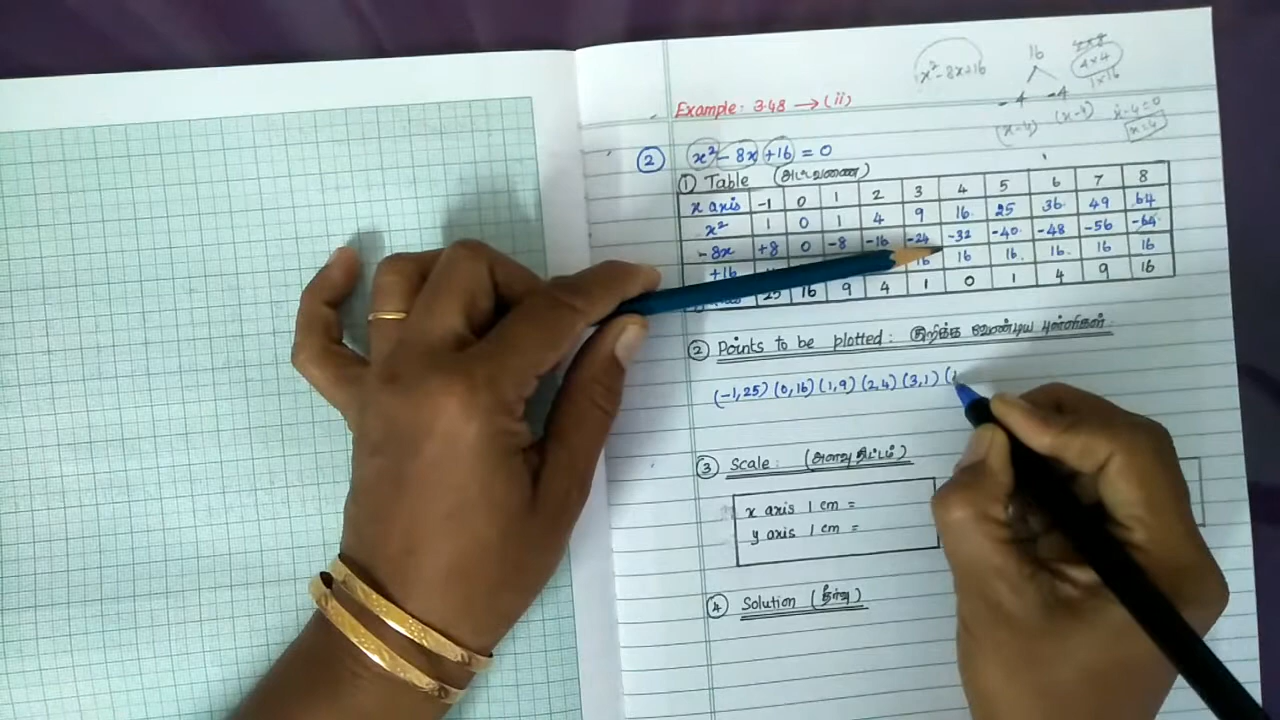 x² - 8x + 16
16
4 x 4
1 x 16
-4 -4
(x-4) (x-4) x-4=0
x=4
Example: 3.48 → (ii)
② x² - 8x + 16 = 0
① Table (அட்டவணை)
x axis -1 0 1 2 3 4 5 6 7 8
x² 1 0 1 4 9 16 25 36 49 64
- 8x +8 0 -8 -16 -24 -32 -40 -48 -56 -64
+16 16 16 16 16 16 16
25 16 9 4 1 0 1 4 9 16
② Points to be plotted: குறிக்க வேண்டிய புள்ளிகள்.
(-1,25) (0,16) (1,9) (2,4) (3,1) (
③ Scale: (அளவு திட்டம்)
x axis 1 cm =
y axis 1 cm =
④ Solution (தீர்வு)